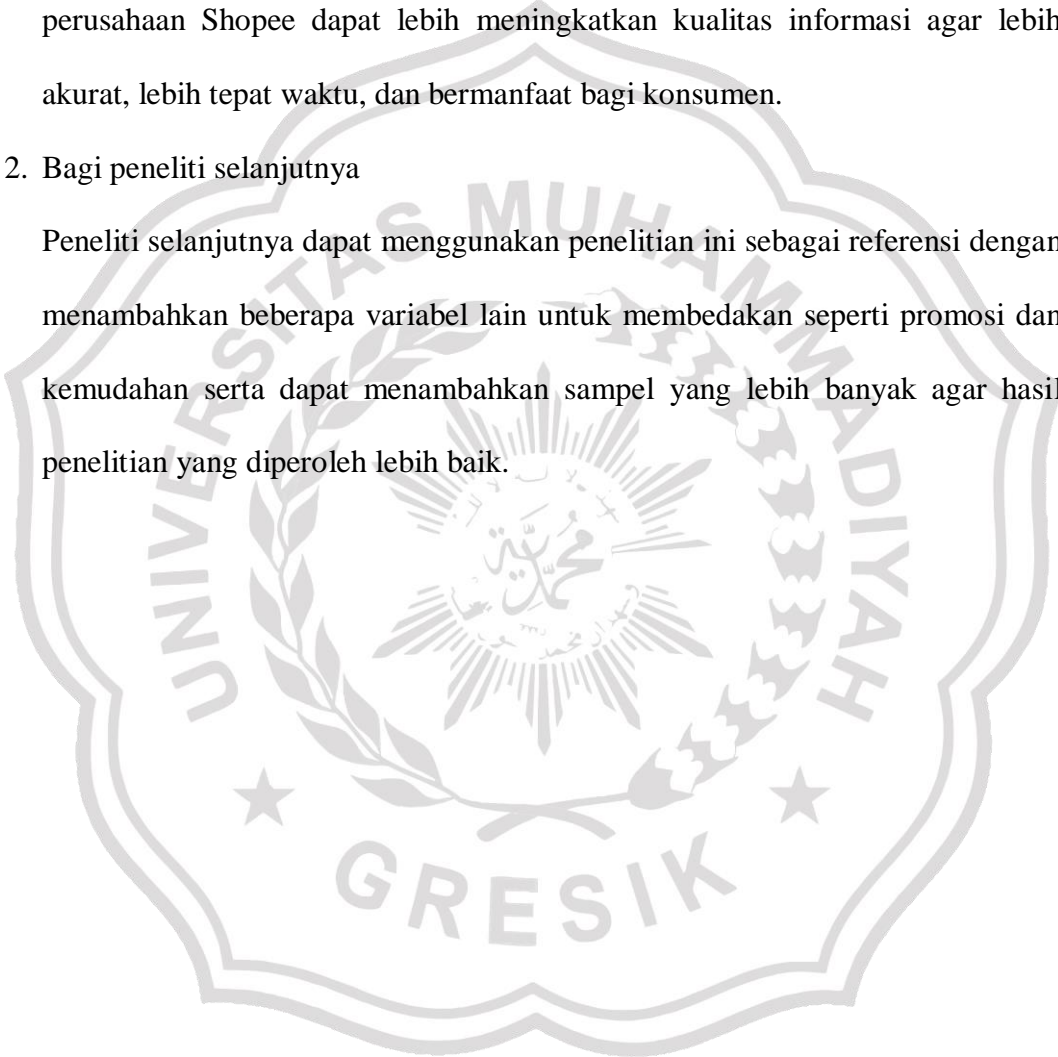 perusahaan Shopee dapat lebih meningkatkan kualitas informasi agar lebih
akurat, lebih tepat waktu, dan bermanfaat bagi konsumen.
2. Bagi peneliti selanjutnya
Peneliti selanjutnya dapat menggunakan penelitian ini sebagai referensi dengan
menambahkan beberapa variabel lain untuk membedakan seperti promosi dan
kemudahan serta dapat menambahkan sampel yang lebih banyak agar hasil
penelitian yang diperoleh lebih baik.
UNIVERSITAS MUHAMMADIYAH
GRESIK